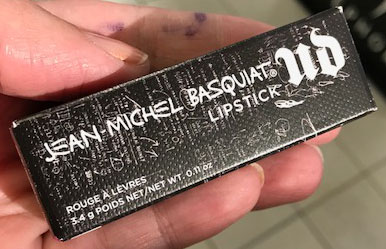 JEAN-MICHEL BASQUIAT®
LIPSTICK
UD
ROUGE À LÈVRES
3.4 g POIDS NET/NET WT. 0.11 oz